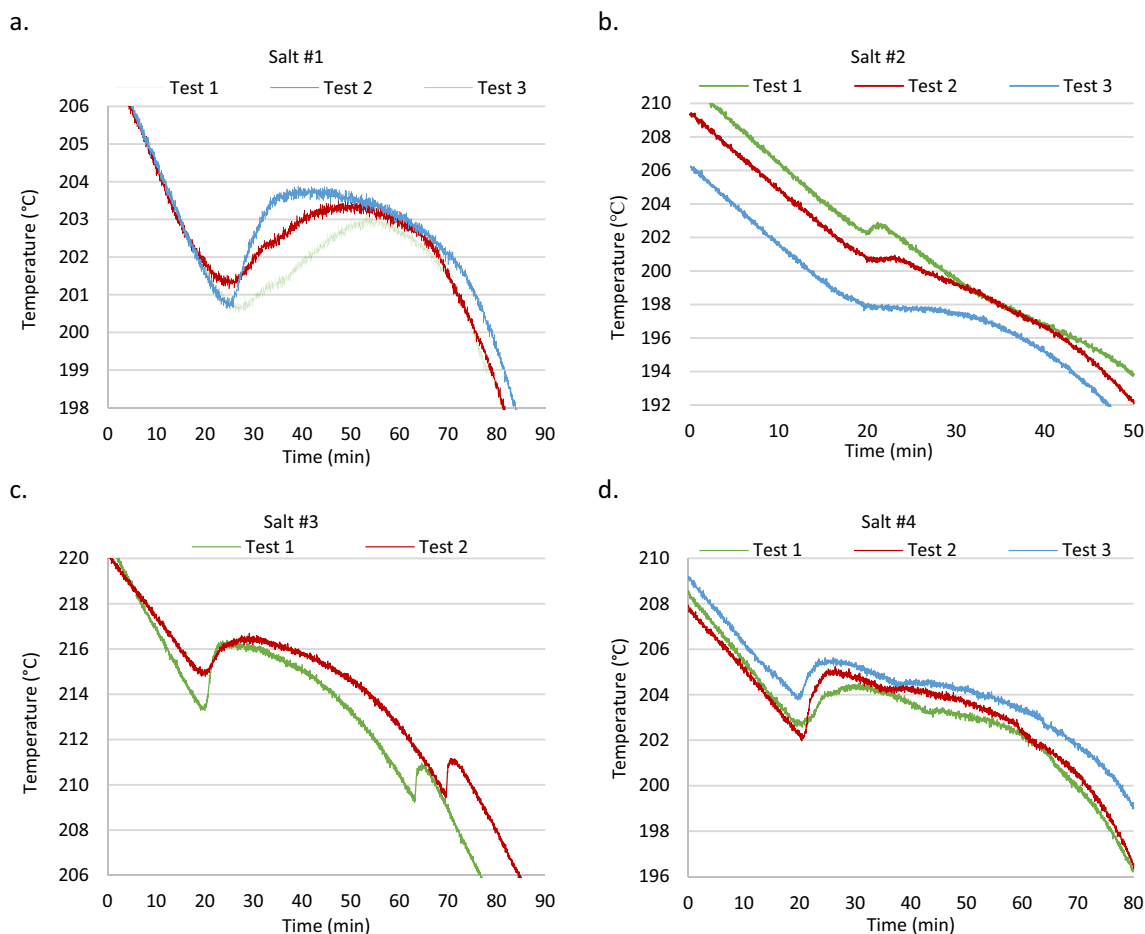 a.
Salt #1
Test 1 Test 2 Test 3
206
205
204
203
202
201
200
199
198
Temperature (°C)
0 10 20 30 40 50 60 70 80 90
Time (min)
b.
Salt #2
Test 1 Test 2 Test 3
210
208
206
204
202
200
198
196
194
192
Temperature (°C)
0 10 20 30 40 50
Time (min)
c.
Salt #3
Test 1 Test 2
220
218
216
214
212
210
208
206
Temperature (°C)
0 10 20 30 40 50 60 70 80 90
Time (min)
d.
Salt #4
Test 1 Test 2 Test 3
210
208
206
204
202
200
198
196
Temperature (°C)
0 10 20 30 40 50 60 70 80
Time (min)